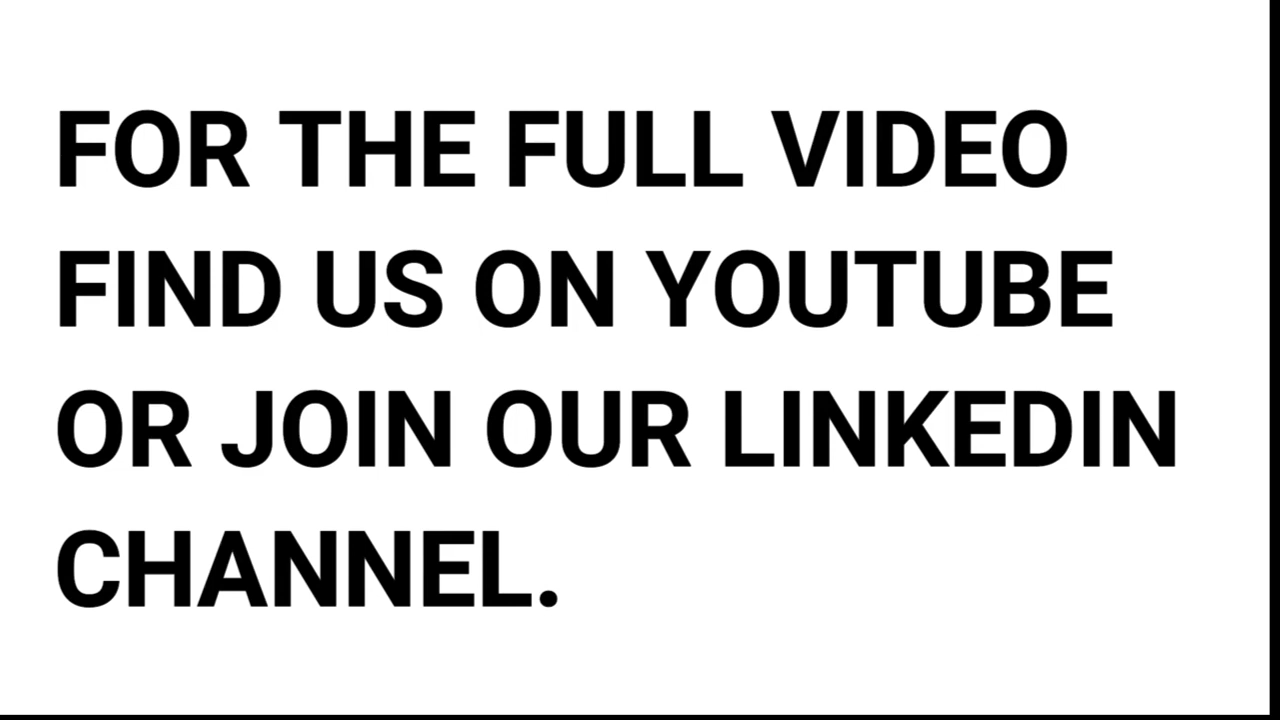 FOR THE FULL VIDEO
FIND US ON YOUTUBE
OR JOIN OUR LINKEDIN
CHANNEL.